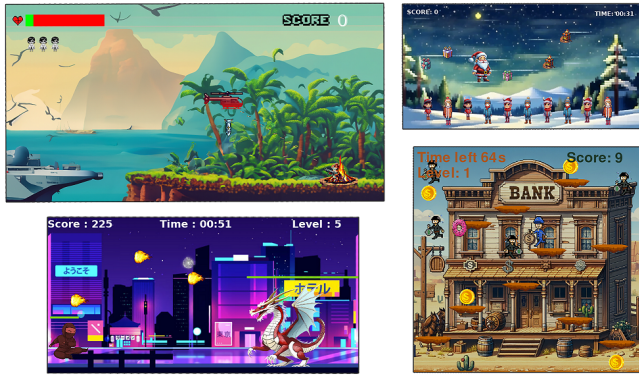 SCORE 0
SCORE: 0
TIME: 00:31
Time left 64s
Score: 9
Level: 1
BANK
Score : 225
Time : 00:51
Level : 5
ようこそ
ホテル